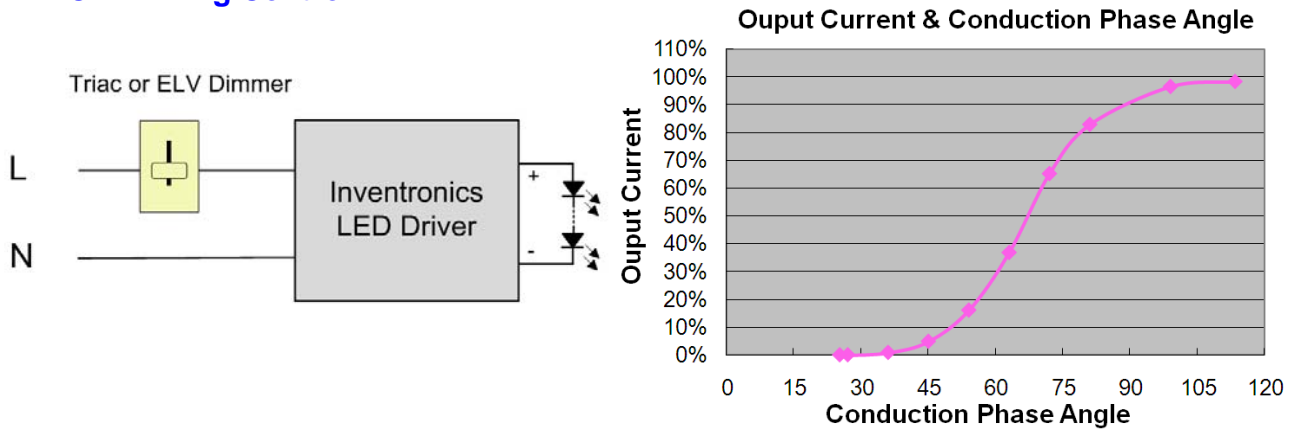 Ouput Current & Conduction Phase Angle
Triac or ELV Dimmer
L
N
Inventronics
LED Driver
+
-
Ouput Current
110%
100%
90%
80%
70%
60%
50%
40%
30%
20%
10%
0%
0 15 30 45 60 75 90 105 120
Conduction Phase Angle